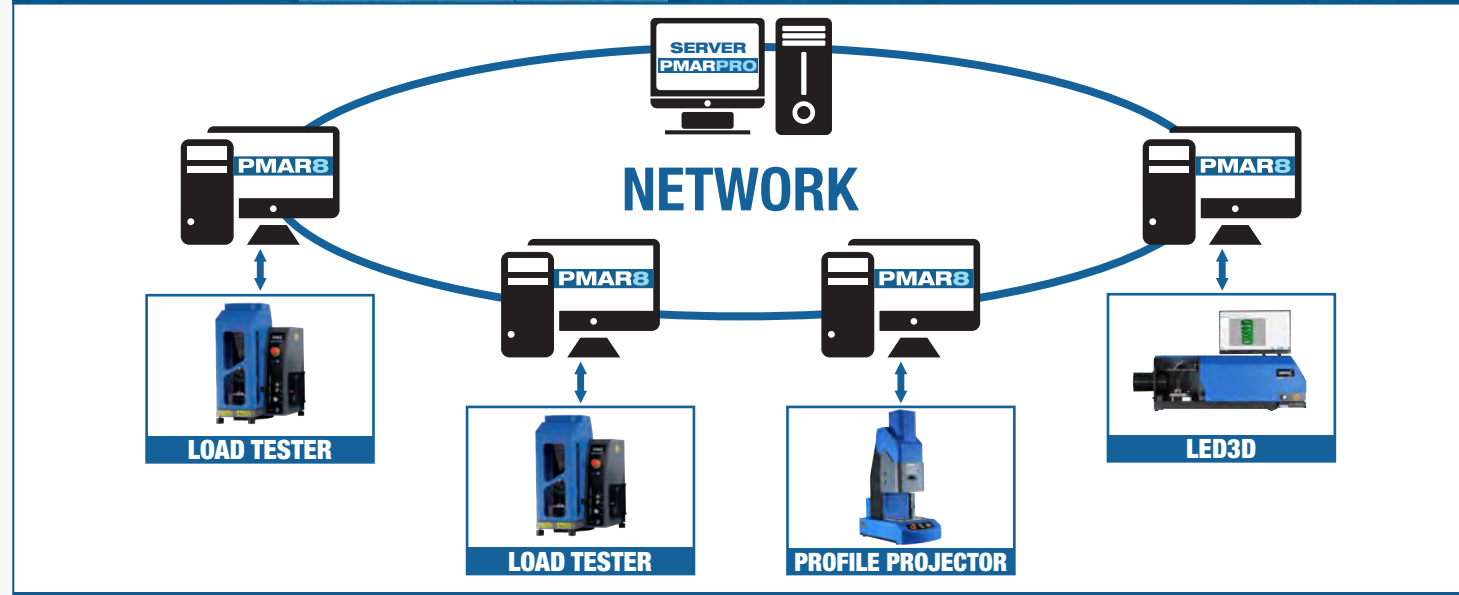 SERVER
PMARPRO
PMAR8
PMAR8
NETWORK
PMAR8
PMAR8
LOAD TESTER
LED3D
LOAD TESTER
PROFILE PROJECTOR